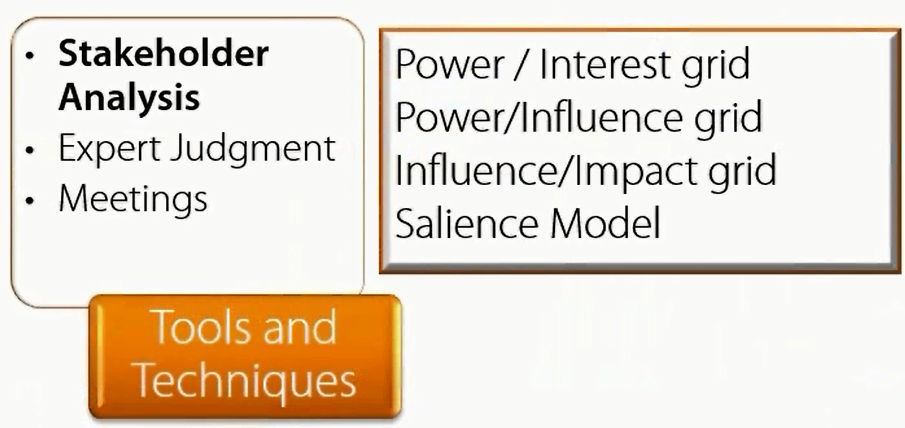 • Stakeholder
Analysis
• Expert Judgment
• Meetings
Power / Interest grid
Power/Influence grid
Influence/Impact grid
Salience Model
Tools and
Techniques